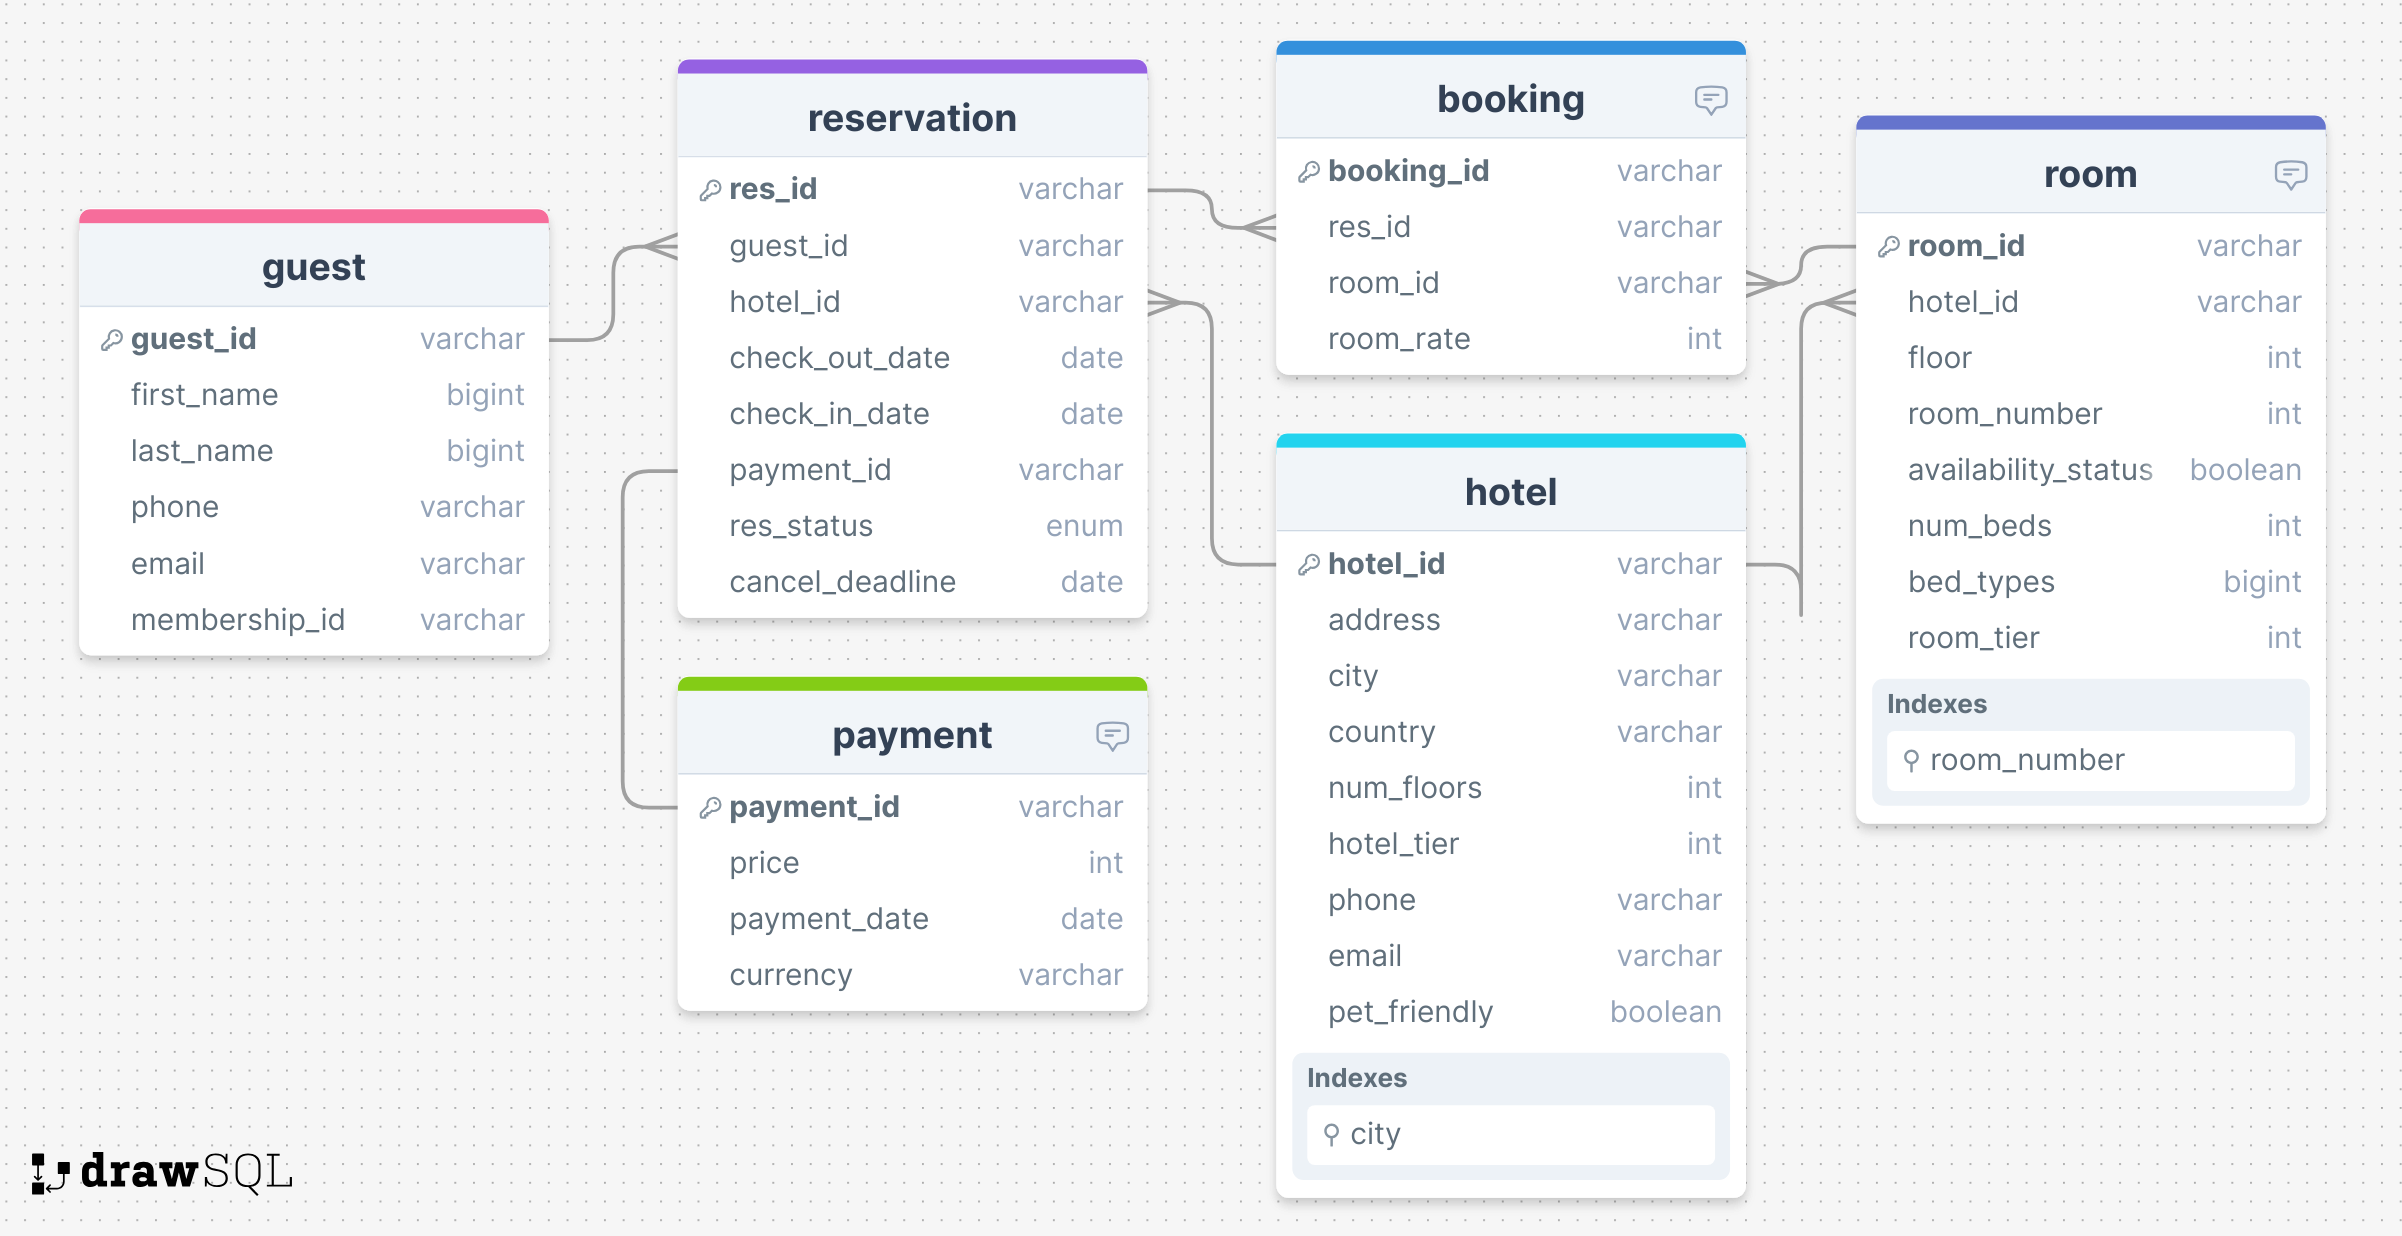 guest
guest_id varchar
first_name bigint
last_name bigint
phone varchar
email varchar
membership_id varchar
reservation
res_id varchar
guest_id varchar
hotel_id varchar
check_out_date date
check_in_date date
payment_id varchar
res_status enum
cancel_deadline date
payment
payment_id varchar
price int
payment_date date
currency varchar
booking
booking_id varchar
res_id varchar
room_id varchar
room_rate int
hotel
hotel_id varchar
address varchar
city varchar
country varchar
num_floors int
hotel_tier int
phone varchar
email varchar
pet_friendly boolean
Indexes
city
room
room_id varchar
hotel_id varchar
floor int
room_number int
availability_status boolean
num_beds int
bed_types bigint
room_tier int
Indexes
room_number
drawSQL